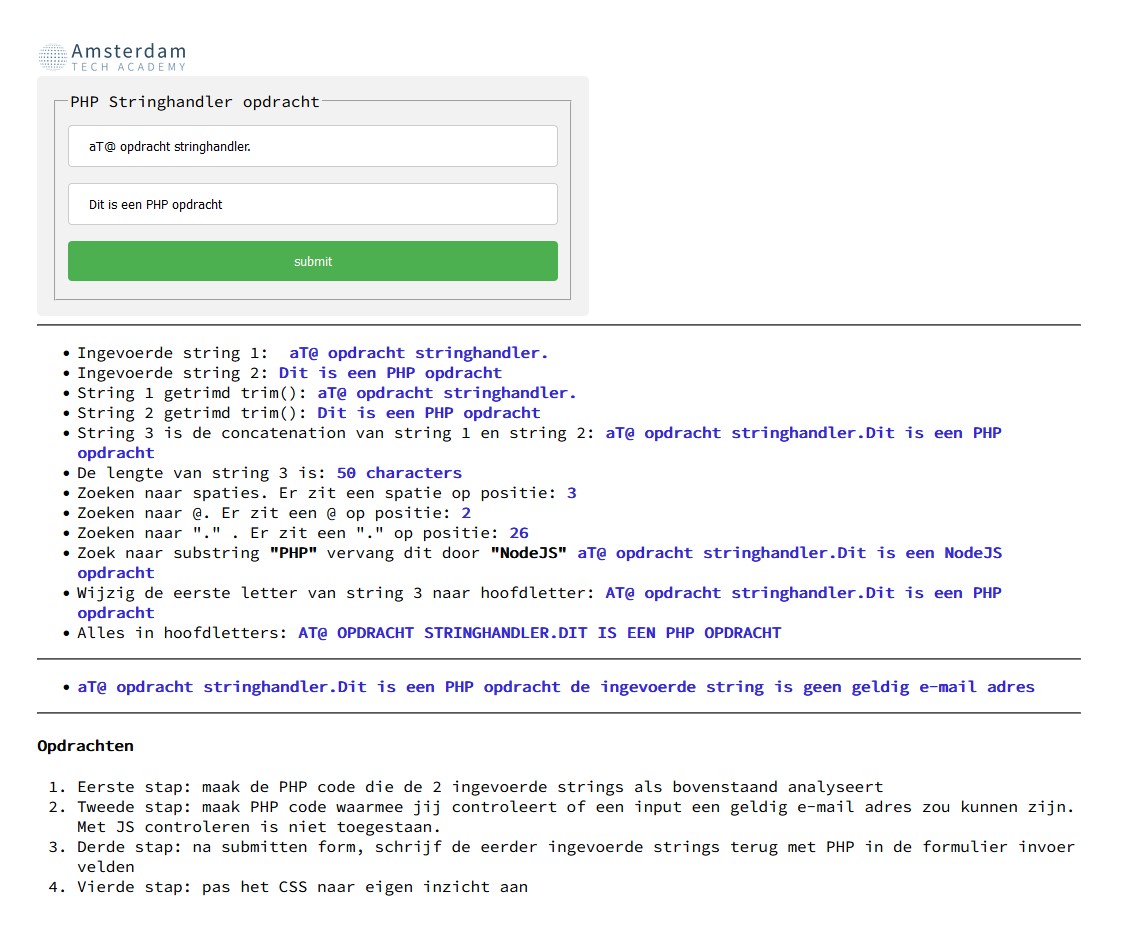 Amsterdam
TECH ACADEMY
PHP Stringhandler opdracht
aT@ opdracht stringhandler.
Dit is een PHP opdracht
submit
• Ingevoerde string 1:  aT@ opdracht stringhandler.
• Ingevoerde string 2: Dit is een PHP opdracht
• String 1 getrimd trim(): aT@ opdracht stringhandler.
• String 2 getrimd trim(): Dit is een PHP opdracht
• String 3 is de concatenation van string 1 en string 2: aT@ opdracht stringhandler.Dit is een PHP
opdracht
• De lengte van string 3 is: 50 characters
• Zoeken naar spaties. Er zit een spatie op positie: 3
• Zoeken naar @. Er zit een @ op positie: 2
• Zoeken naar "." . Er zit een "." op positie: 26
• Zoek naar substring "PHP" vervang dit door "NodeJS" aT@ opdracht stringhandler.Dit is een NodeJS
opdracht
• Wijzig de eerste letter van string 3 naar hoofdletter: AT@ opdracht stringhandler.Dit is een PHP
opdracht
• Alles in hoofdletters: AT@ OPDRACHT STRINGHANDLER.DIT IS EEN PHP OPDRACHT
• aT@ opdracht stringhandler.Dit is een PHP opdracht de ingevoerde string is geen geldig e-mail adres
Opdrachten
1. Eerste stap: maak de PHP code die de 2 ingevoerde strings als bovenstaand analyseert
2. Tweede stap: maak PHP code waarmee jij controleert of een input een geldig e-mail adres zou kunnen zijn.
Met JS controleren is niet toegestaan.
3. Derde stap: na submitten form, schrijf de eerder ingevoerde strings terug met PHP in de formulier invoer
velden
4. Vierde stap: pas het CSS naar eigen inzicht aan